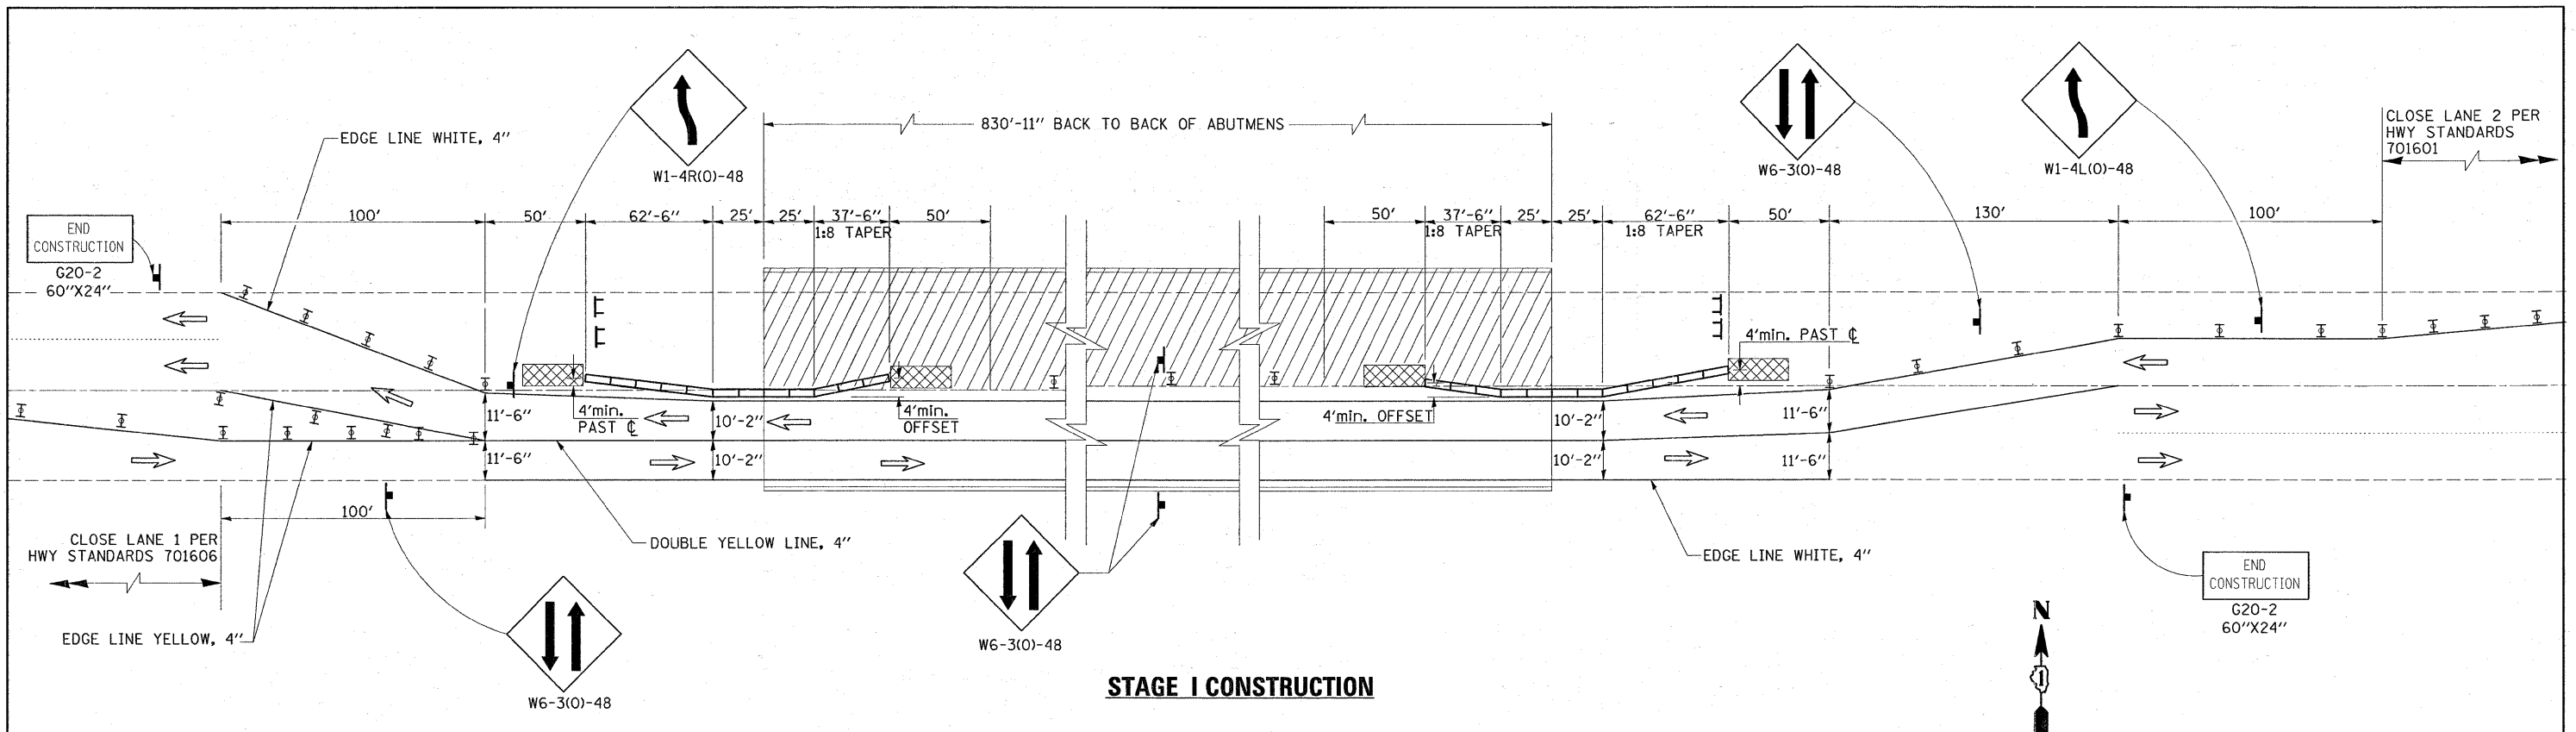 W1-4R(O)-48
830'-11" BACK TO BACK OF ABUTMENS
W6-3(O)-48
W1-4L(O)-48
CLOSE LANE 2 PER
HWY STANDARDS
701601
EDGE LINE WHITE, 4"
END
CONSTRUCTION
G20-2
60"X24"
100'
50'
62'-6"
25'
25'
37'-6"
1:8 TAPER
50'
50'
37'-6"
1:8 TAPER
25'
25'
62'-6"
1:8 TAPER
50'
130'
100'
4'min. PAST ℄
11'-6"
11'-6"
4'min.
PAST ℄
10'-2"
10'-2"
4'min.
OFFSET
4'min. OFFSET
10'-2"
10'-2"
11'-6"
11'-6"
100'
CLOSE LANE 1 PER
HWY STANDARDS 701606
EDGE LINE YELLOW, 4"
DOUBLE YELLOW LINE, 4"
EDGE LINE WHITE, 4"
W6-3(O)-48
W6-3(O)-48
END
CONSTRUCTION
G20-2
60"X24"
N
1
STAGE I CONSTRUCTION